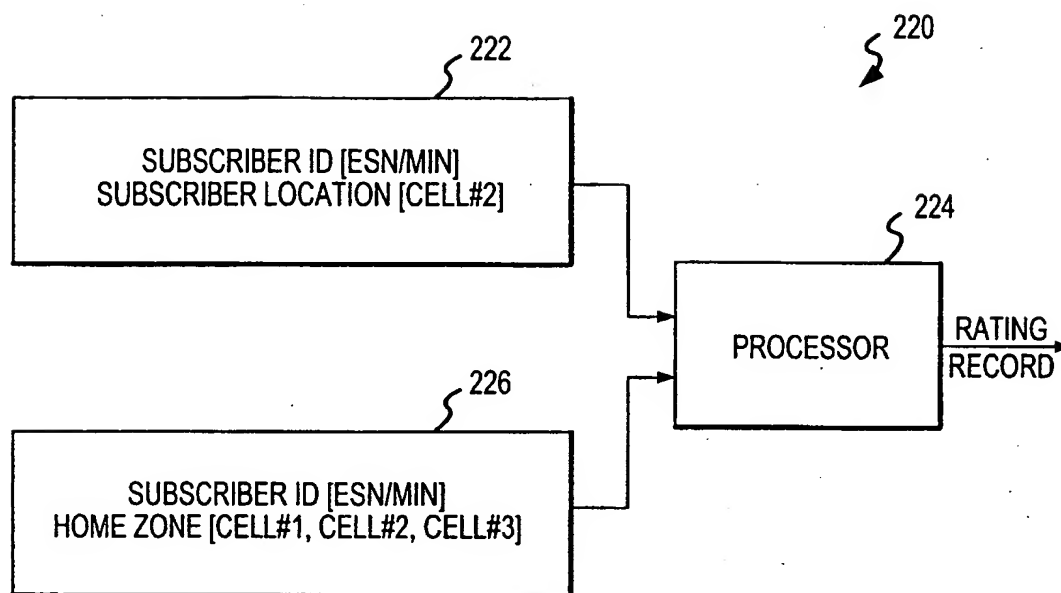 220
222
SUBSCRIBER ID [ESN/MIN]
SUBSCRIBER LOCATION [CELL#2]
224
PROCESSOR
RATING
RECORD
226
SUBSCRIBER ID [ESN/MIN]
HOME ZONE [CELL#1, CELL#2, CELL#3]